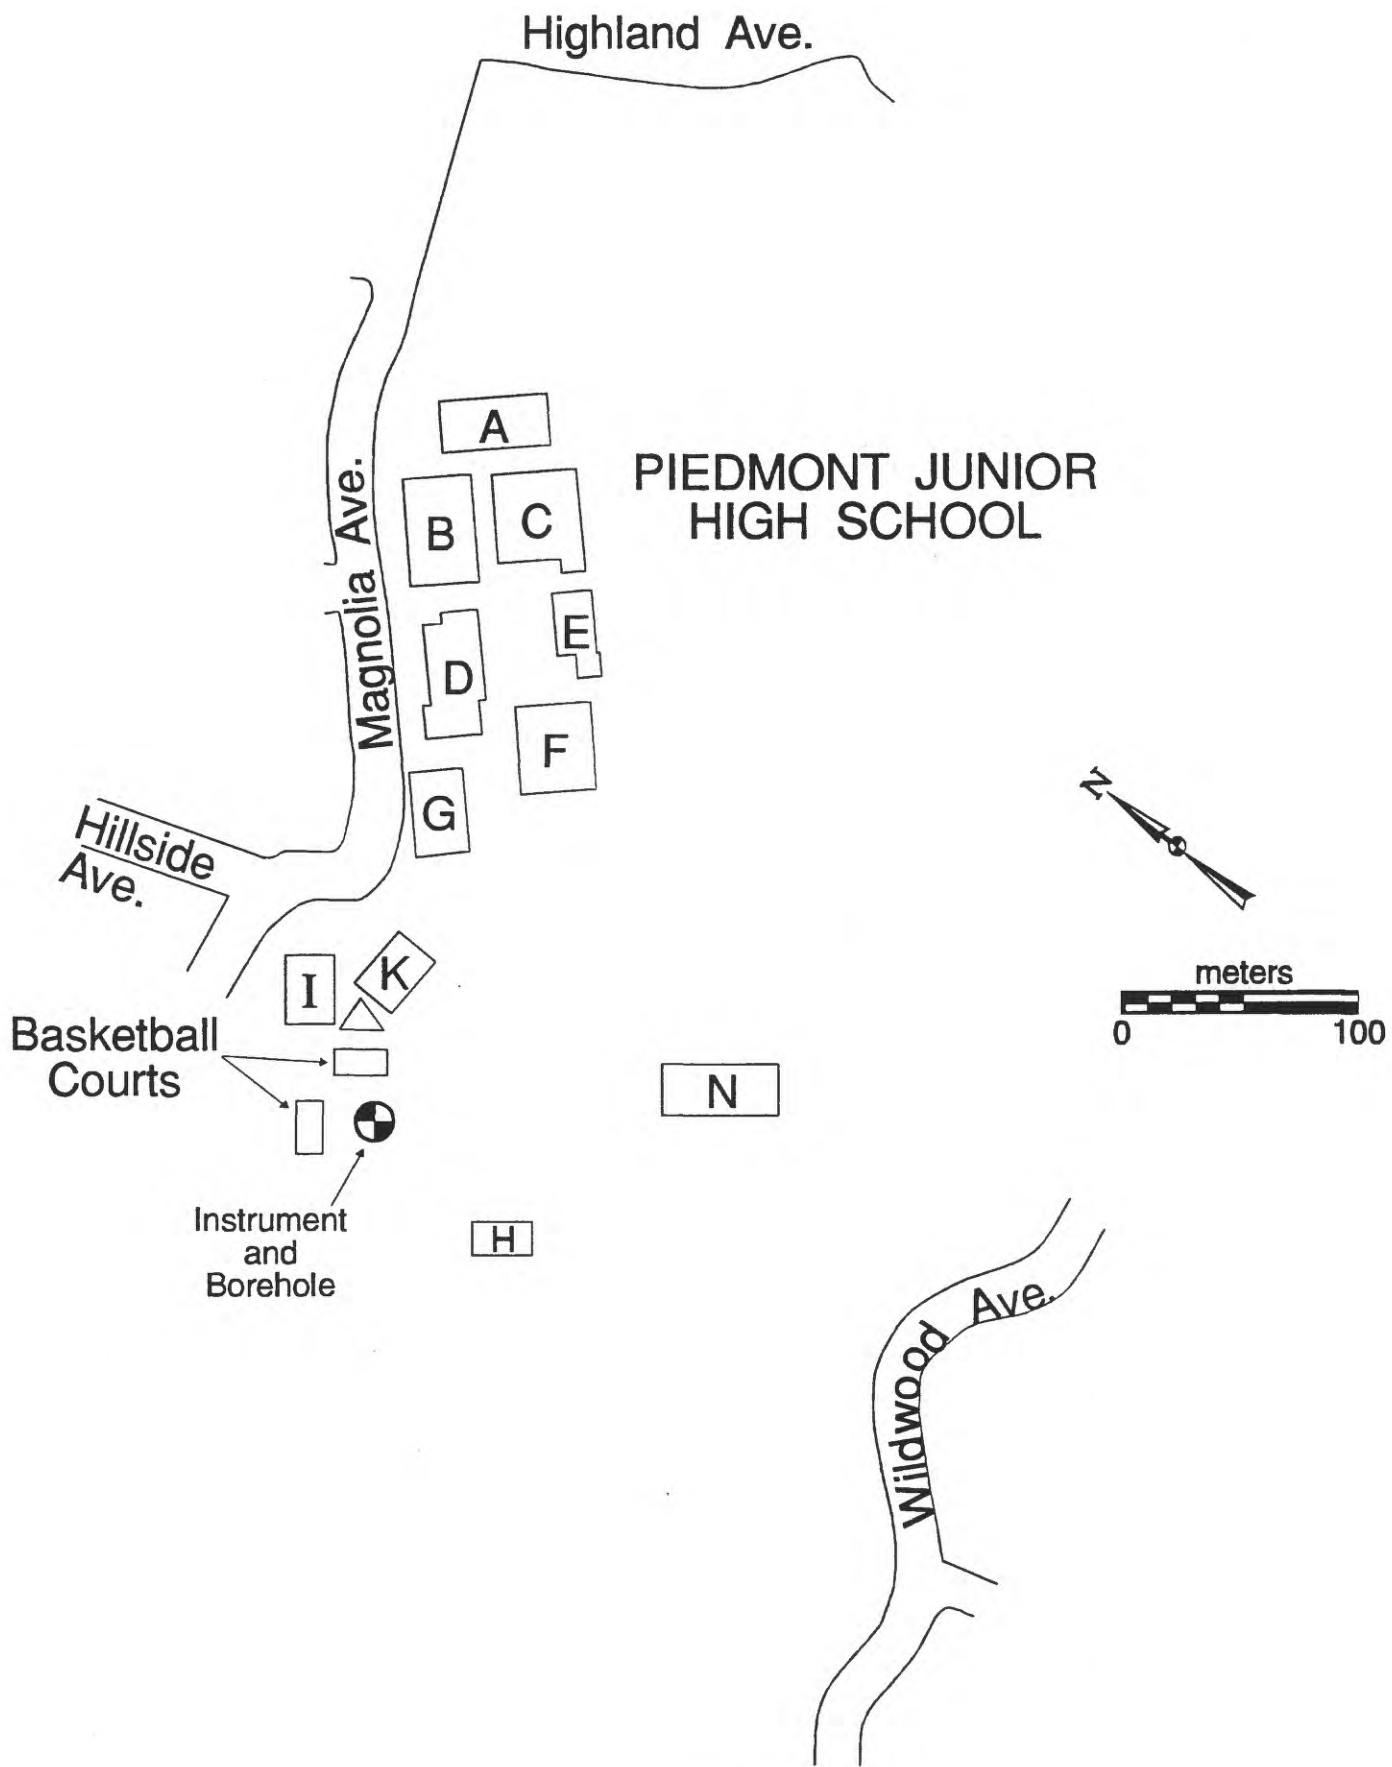 Highland Ave.
A
PIEDMONT JUNIOR
HIGH SCHOOL
B
C
Magnolia Ave.
E
D
F
G
N
Hillside
Ave.
K
I
meters
0 100
Basketball
Courts
N
Instrument
and
Borehole
H
Wildwood Ave.